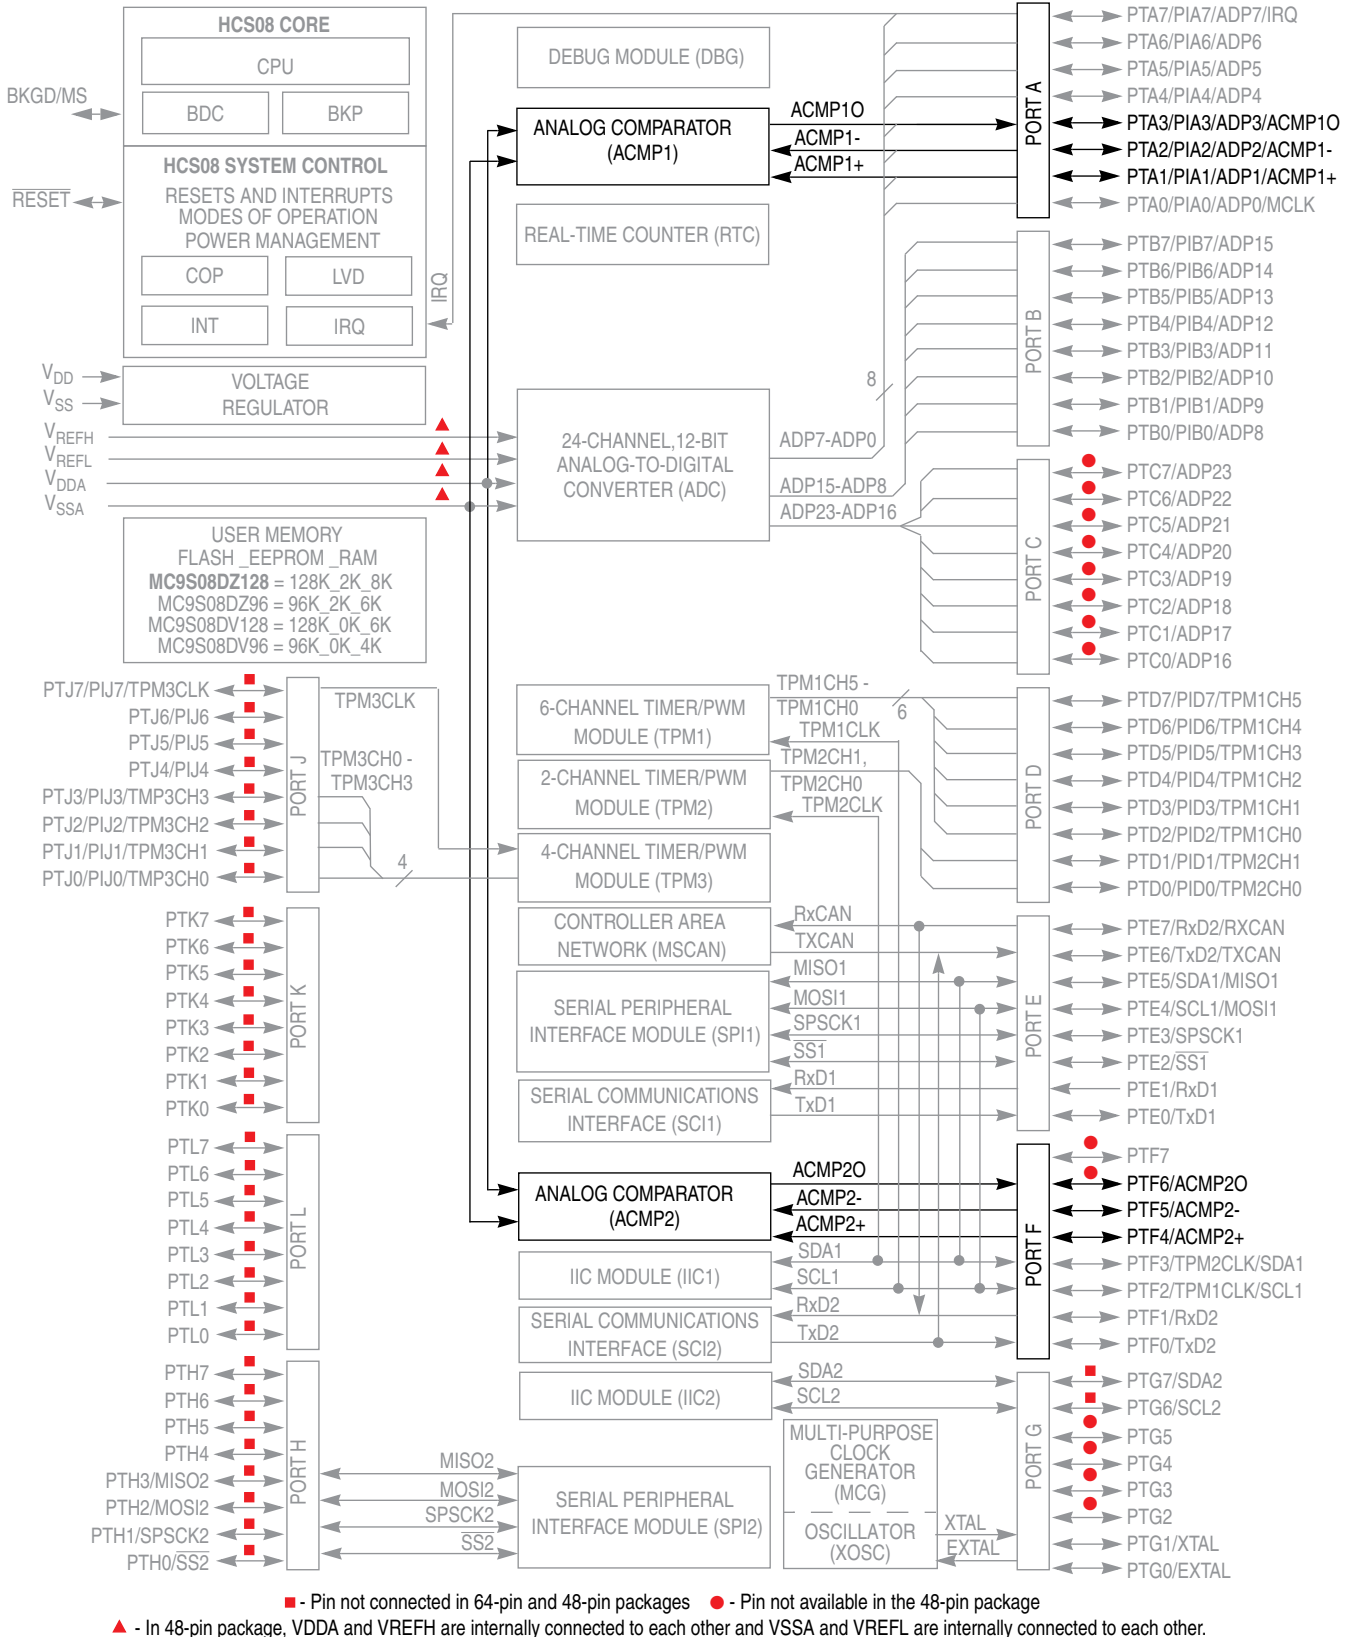 HCS08 CORE
CPU
BDC
BKP
BKGD/MS
HCS08 SYSTEM CONTROL
RESETS AND INTERRUPTS
MODES OF OPERATION
POWER MANAGEMENT
COP
LVD
INT
IRQ
RESET
IRQ
VDD
VSS
VOLTAGE
REGULATOR
VREFH
VREFL
VDDA
VSSA
USER MEMORY
FLASH _EEPROM _RAM
MC9S08DZ128 = 128K_2K_8K
MC9S08DZ96 = 96K_2K_6K
MC9S08DV128 = 128K_0K_6K
MC9S08DV96 = 96K_0K_4K
PTJ7/PIJ7/TPM3CLK
PTJ6/PIJ6
PTJ5/PIJ5
PTJ4/PIJ4
PTJ3/PIJ3/TMP3CH3
PTJ2/PIJ2/TPM3CH2
PTJ1/PIJ1/TPM3CH1
PTJ0/PIJ0/TMP3CH0
PORT J
TPM3CLK
TPM3CH0 -
TPM3CH3
4
PTK7
PTK6
PTK5
PTK4
PTK3
PTK2
PTK1
PTK0
PORT K
PTL7
PTL6
PTL5
PTL4
PTL3
PTL2
PTL1
PTL0
PORT L
PTH7
PTH6
PTH5
PTH4
PTH3/MISO2
PTH2/MOSI2
PTH1/SPSCK2
PTH0/SS2
PORT H
MISO2
MOSI2
SPSCK2
SS2
DEBUG MODULE (DBG)
ANALOG COMPARATOR
(ACMP1)
ACMP1O
ACMP1-
ACMP1+
REAL-TIME COUNTER (RTC)
24-CHANNEL,12-BIT
ANALOG-TO-DIGITAL
CONVERTER (ADC)
8
ADP7-ADP0
ADP15-ADP8
ADP23-ADP16
6-CHANNEL TIMER/PWM
MODULE (TPM1)
TPM1CH5 -
TPM1CH0
6
TPM1CLK
2-CHANNEL TIMER/PWM
MODULE (TPM2)
TPM2CH1,
TPM2CH0
TPM2CLK
4-CHANNEL TIMER/PWM
MODULE (TPM3)
CONTROLLER AREA
NETWORK (MSCAN)
RxCAN
TXCAN
SERIAL PERIPHERAL
INTERFACE MODULE (SPI1)
MISO1
MOSI1
SPSCK1
SS1
SERIAL COMMUNICATIONS
INTERFACE (SCI1)
RxD1
TxD1
ANALOG COMPARATOR
(ACMP2)
ACMP2O
ACMP2-
ACMP2+
IIC MODULE (IIC1)
SDA1
SCL1
SERIAL COMMUNICATIONS
INTERFACE (SCI2)
RxD2
TxD2
IIC MODULE (IIC2)
SDA2
SCL2
MULTI-PURPOSE
CLOCK
GENERATOR
(MCG)
OSCILLATOR
(XOSC)
XTAL
EXTAL
SERIAL PERIPHERAL
INTERFACE MODULE (SPI2)
PORT A
PTA7/PIA7/ADP7/IRQ
PTA6/PIA6/ADP6
PTA5/PIA5/ADP5
PTA4/PIA4/ADP4
PTA3/PIA3/ADP3/ACMP1O
PTA2/PIA2/ADP2/ACMP1-
PTA1/PIA1/ADP1/ACMP1+
PTA0/PIA0/ADP0/MCLK
PORT B
PTB7/PIB7/ADP15
PTB6/PIB6/ADP14
PTB5/PIB5/ADP13
PTB4/PIB4/ADP12
PTB3/PIB3/ADP11
PTB2/PIB2/ADP10
PTB1/PIB1/ADP9
PTB0/PIB0/ADP8
PORT C
PTC7/ADP23
PTC6/ADP22
PTC5/ADP21
PTC4/ADP20
PTC3/ADP19
PTC2/ADP18
PTC1/ADP17
PTC0/ADP16
PORT D
PTD7/PID7/TPM1CH5
PTD6/PID6/TPM1CH4
PTD5/PID5/TPM1CH3
PTD4/PID4/TPM1CH2
PTD3/PID3/TPM1CH1
PTD2/PID2/TPM1CH0
PTD1/PID1/TPM2CH1
PTD0/PID0/TPM2CH0
PORT E
PTE7/RxD2/RXCAN
PTE6/TxD2/TXCAN
PTE5/SDA1/MISO1
PTE4/SCL1/MOSI1
PTE3/SPSCK1
PTE2/SS1
PTE1/RxD1
PTE0/TxD1
PORT F
PTF7
PTF6/ACMP2O
PTF5/ACMP2-
PTF4/ACMP2+
PTF3/TPM2CLK/SDA1
PTF2/TPM1CLK/SCL1
PTF1/RxD2
PTF0/TxD2
PORT G
PTG7/SDA2
PTG6/SCL2
PTG5
PTG4
PTG3
PTG2
PTG1/XTAL
PTG0/EXTAL
- Pin not connected in 64-pin and 48-pin packages - Pin not available in the 48-pin package
- In 48-pin package, VDDA and VREFH are internally connected to each other and VSSA and VREFL are internally connected to each other.